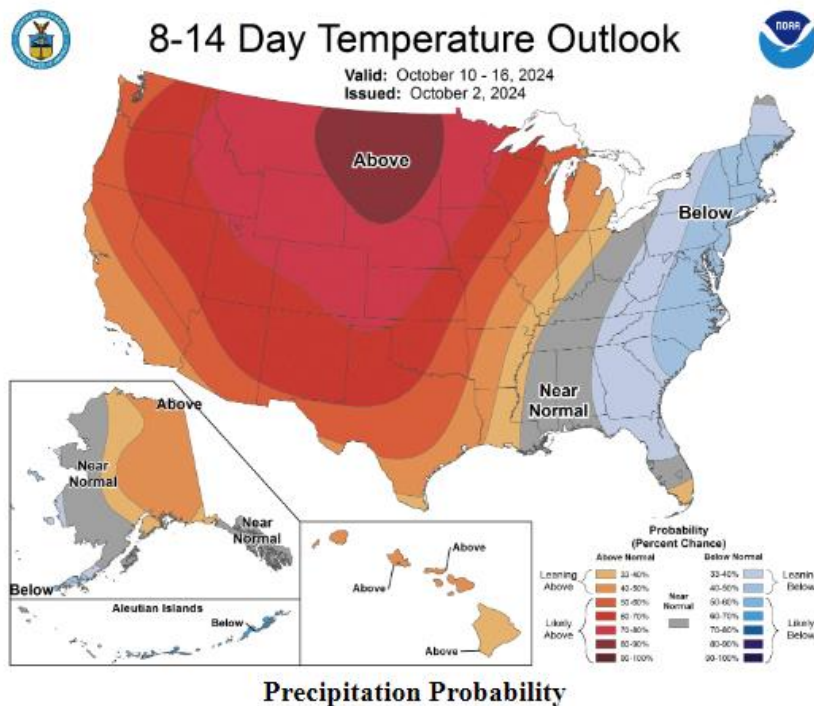 8-14 Day Temperature Outlook
NOAA
Valid: October 10 - 16, 2024
Issued: October 2, 2024
Above
Below
Near
Normal
Above
Near
Normal
Near
Normal
Below
Aleutian Islands
Below
Above
Above
Above
Probability
(Percent Chance)
Above Normal
Below Normal
Leaning
Above
33-40%
40-50%
Likely
Above
50-60%
60-70%
70-80%
80-90%
90-100%
Near
Normal
33-40%
40-50%
Leaning
Below
50-60%
60-70%
70-80%
80-90%
90-100%
Likely
Below
Precipitation Probability